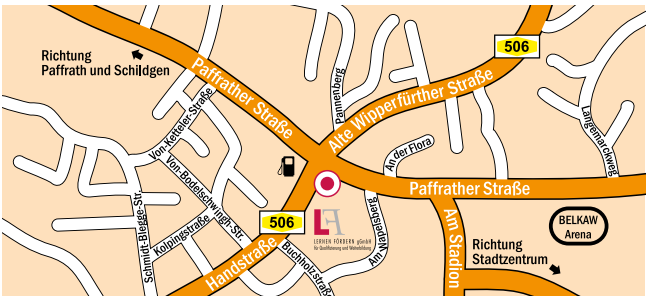 506
Richtung
Paffrath und Schildgen
Paffrather Straße
Pannenberg
Alte Wipperfürther Straße
Von-Ketteler-Straße
Langemarckweg
An der Flora
Von-Bodelschwingh-Str.
Paffrather Straße
Schmidt-Blegge-Str.
Kolpingstraße
506
LF
LERNEN FÖRDERN gGmbH
für Qualifizierung und Weiterbildung
Am Wapelsberg
Am Stadion
BELKAW
Arena
Handstraße
Buchholzstraße
Richtung
Stadtzentrum